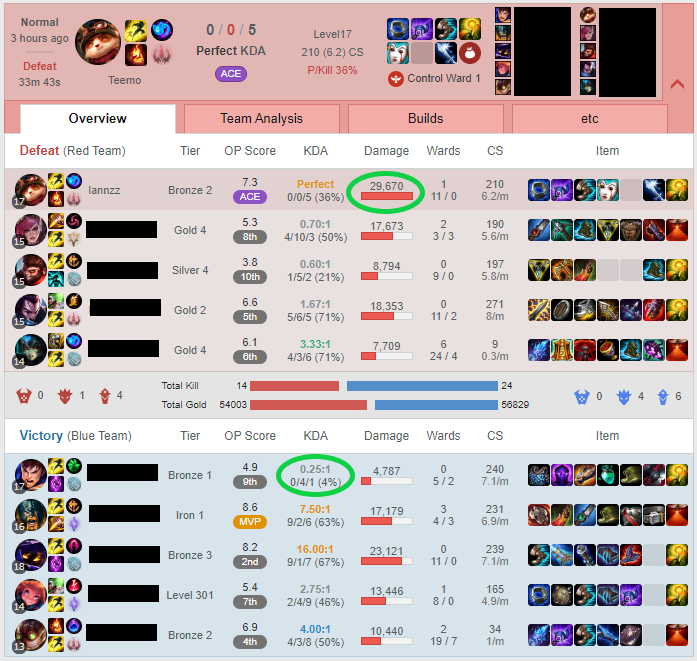 Normal
3 hours ago
Defeat
33m 43s
Teemo
0 / 0 / 5
Perfect KDA
ACE
Level17
210 (6.2) CS
P/Kill 36%
Control Ward 1
Overview Team Analysis Builds etc
Defeat (Red Team) Tier OP Score KDA Damage Wards CS Item
17 lannzz Bronze 2 7.3 ACE Perfect 0/0/5 (36%) 29,670 1 11 / 0 210 6.2/m
15 Gold 4 5.3 8th 0.70:1 4/10/3 (50%) 17,673 2 3 / 3 190 5.6/m
15 Silver 4 3.8 10th 0.60:1 1/5/2 (21%) 8,794 0 9 / 0 197 5.8/m
15 Gold 2 6.6 5th 1.67:1 5/6/5 (71%) 18,353 0 11 / 2 271 8/m
14 Gold 4 6.1 6th 3.33:1 4/3/6 (71%) 7,709 6 24 / 4 9 0.3/m
0 1 4 Total Kill 14 24 0 4 6
Total Gold 54003 56829
Victory (Blue Team) Tier OP Score KDA Damage Wards CS Item
17 Bronze 1 4.9 9th 0.25:1 0/4/1 (4%) 4,787 0 5 / 2 240 7.1/m
16 Iron 1 8.6 MVP 7.50:1 9/2/6 (63%) 17,179 3 4 / 3 231 6.9/m
18 Bronze 3 8.2 2nd 16.00:1 9/1/7 (67%) 23,121 0 11 / 0 239 7.1/m
14 Level 301 5.4 7th 2.75:1 2/4/9 (46%) 13,446 1 8 / 0 165 4.9/m
13 Bronze 2 6.9 4th 4.00:1 4/3/8 (50%) 10,440 2 19 / 7 34 1/m